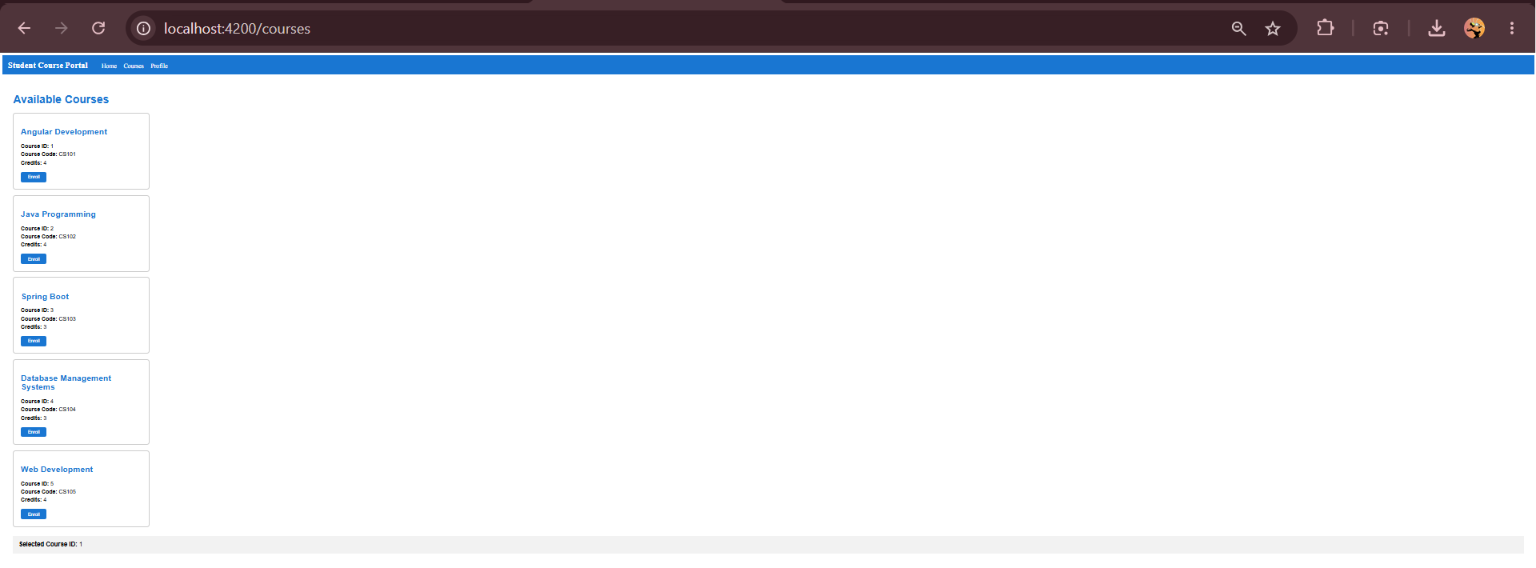 localhost:4200/courses
Student Course Portal Home Courses Profile
Available Courses
Angular Development
Course ID: 1
Course Code: CS101
Credits: 4
Enroll
Java Programming
Course ID: 2
Course Code: CS102
Credits: 4
Enroll
Spring Boot
Course ID: 3
Course Code: CS103
Credits: 3
Enroll
Database Management
Systems
Course ID: 4
Course Code: CS104
Credits: 3
Enroll
Web Development
Course ID: 5
Course Code: CS105
Credits: 4
Enroll
Selected Course ID: 1